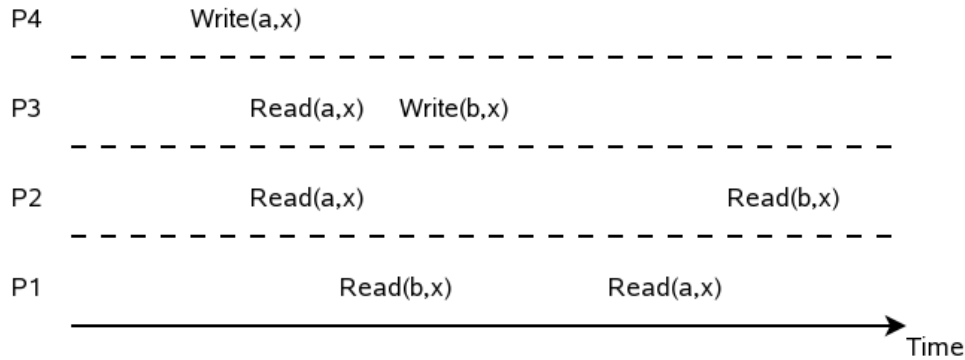 P4 Write(a,x)
P3 Read(a,x) Write(b,x)
P2 Read(a,x) Read(b,x)
P1 Read(b,x) Read(a,x)
Time